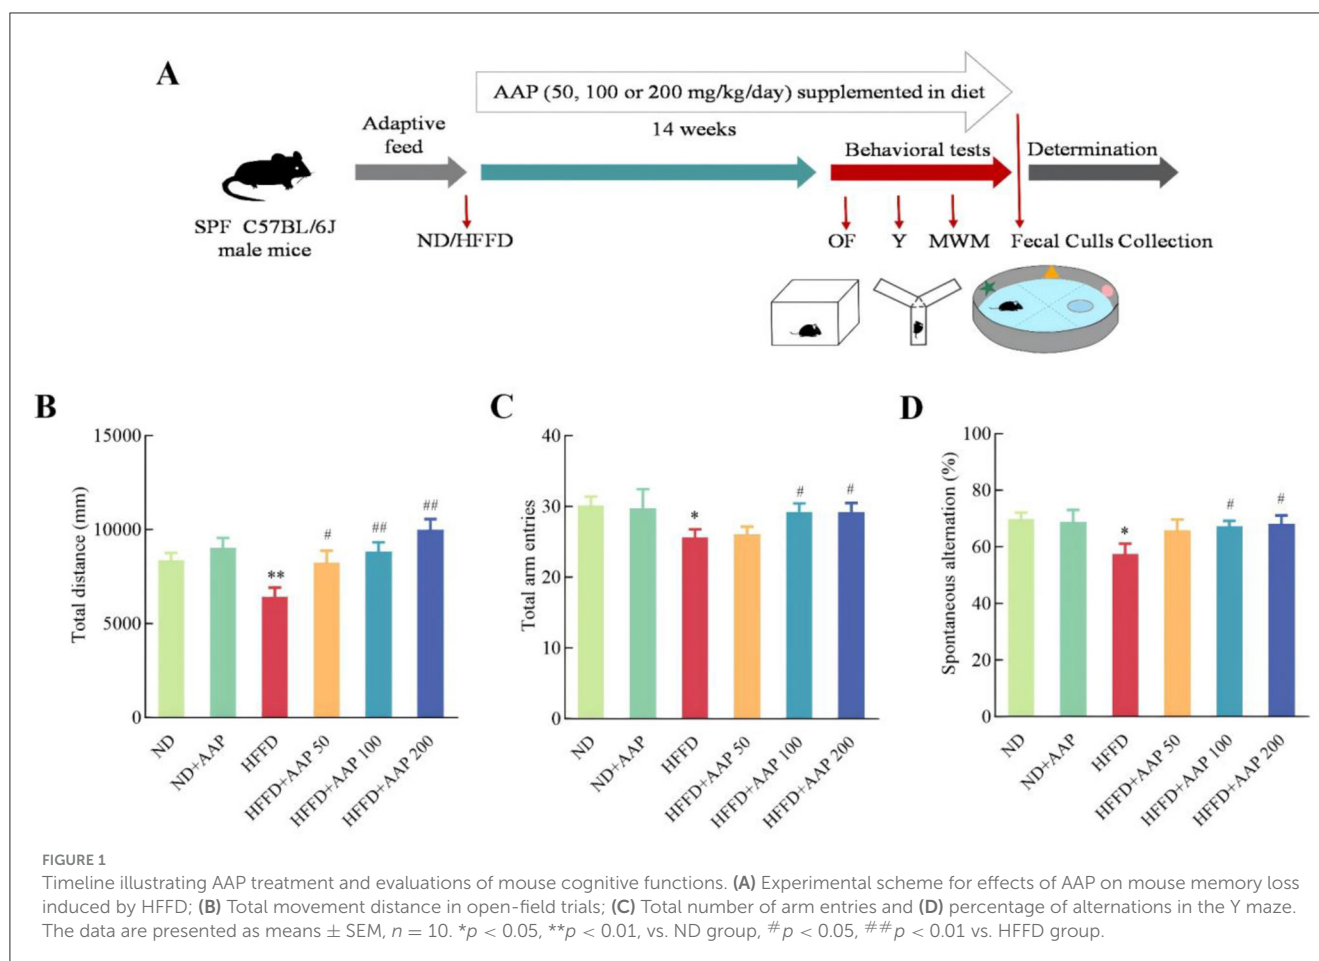 A
AAP (50, 100 or 200 mg/kg/day) supplemented in diet
Adaptive
feed
14 weeks
Behavioral tests
Determination
SPF C57BL/6J
male mice
ND/HFFD
OF
Y
MWM
Fecal Culls Collection
B
Total distance (mm)
15000
10000
5000
0
**
#
##
##
ND
ND+AAP
HFFD
HFFD+AAP 50
HFFD+AAP 100
HFFD+AAP 200
C
Total arm entries
40
30
20
10
0
*
#
#
ND
ND+AAP
HFFD
HFFD+AAP 50
HFFD+AAP 100
HFFD+AAP 200
D
Spontaneous alternation (%)
100
80
60
40
20
0
*
#
#
ND
ND+AAP
HFFD
HFFD+AAP 50
HFFD+AAP 100
HFFD+AAP 200
FIGURE 1
Timeline illustrating AAP treatment and evaluations of mouse cognitive functions. (A) Experimental scheme for effects of AAP on mouse memory loss
induced by HFFD; (B) Total movement distance in open-field trials; (C) Total number of arm entries and (D) percentage of alternations in the Y maze.
The data are presented as means ± SEM, n = 10. *p < 0.05, **p < 0.01, vs. ND group, #p < 0.05, ##p < 0.01 vs. HFFD group.